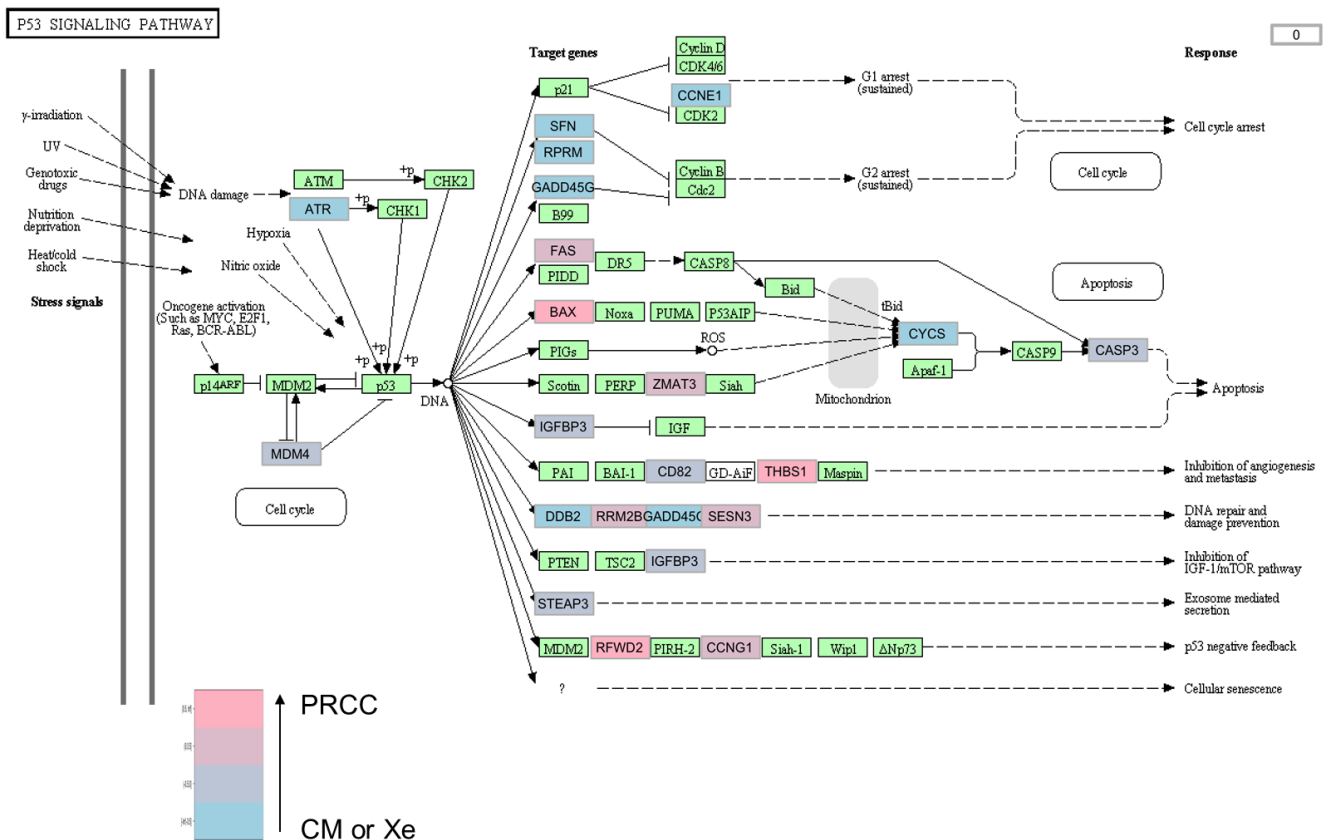 P53 SIGNALING PATHWAY
0
Target genes
Response
Cyclin D
CDK4/6
p21
CCNE1
CDK2
G1 arrest
(sustained)
Cell cycle arrest
γ-irradiation
UV
Genotoxic
drugs
Nutrition
deprivation
Heat/cold
shock
Stress signals
DNA damage
ATM
+p
CHK2
ATR
+p
CHK1
Hypoxia
Nitric oxide
Oncogene activation
(Such as MYC, E2F1,
Ras, BCR-ABL)
SFN
RPRM
GADD45G
B99
Cyclin B
Cdc2
G2 arrest
(sustained)
Cell cycle
FAS
PIDD
DR5
CASP8
Bid
tBid
Apoptosis
BAX
Noxa
PUMA
P53AIP
CYCS
PIGs
ROS
CASP9
CASP3
Apaf-1
Scotin
PERP
ZMAT3
Siah
Mitochondrion
Apoptosis
+p
+p
+p
p14ARF
MDM2
p53
DNA
MDM4
Cell cycle
IGFBP3
IGF
PAI
BAI-1
CD82
GD-AiF
THBS1
Maspin
Inhibition of angiogenesis
and metastasis
DDB2
RRM2B
GADD45G
SESN3
DNA repair and
damage prevention
PTEN
TSC2
IGFBP3
Inhibition of
IGF-1/mTOR pathway
STEAP3
Exosome mediated
secretion
MDM2
RFWD2
PIRH-2
CCNG1
Siah-1
Wip1
ΔNp73
p53 negative feedback
?
Cellular senescence
PRCC
CM or Xe